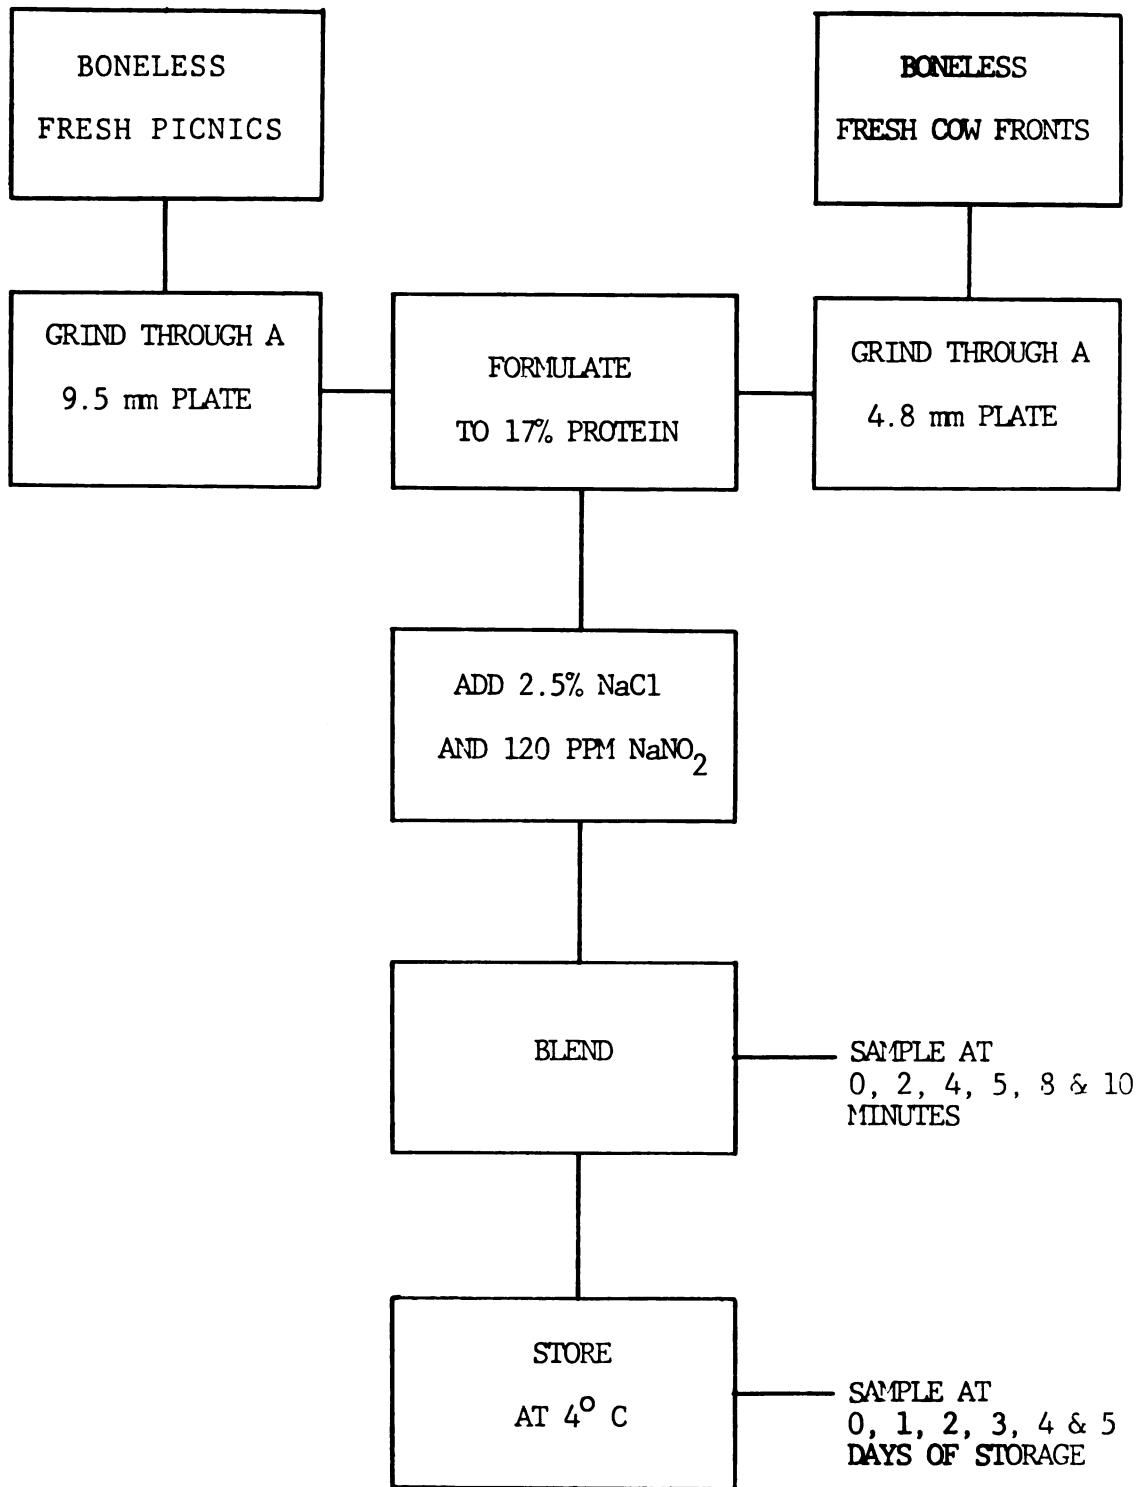 BONELESS
FRESH PICNICS
BONELESS
FRESH COW FRONTS
GRIND THROUGH A
9.5 mm PLATE
FORMULATE
TO 17% PROTEIN
GRIND THROUGH A
4.8 mm PLATE
ADD 2.5% NaCl
AND 120 PPM NaNO2
BLEND
SAMPLE AT
0, 2, 4, 5, 8 & 10
MINUTES
STORE
AT 4° C
SAMPLE AT
0, 1, 2, 3, 4 & 5
DAYS OF STORAGE